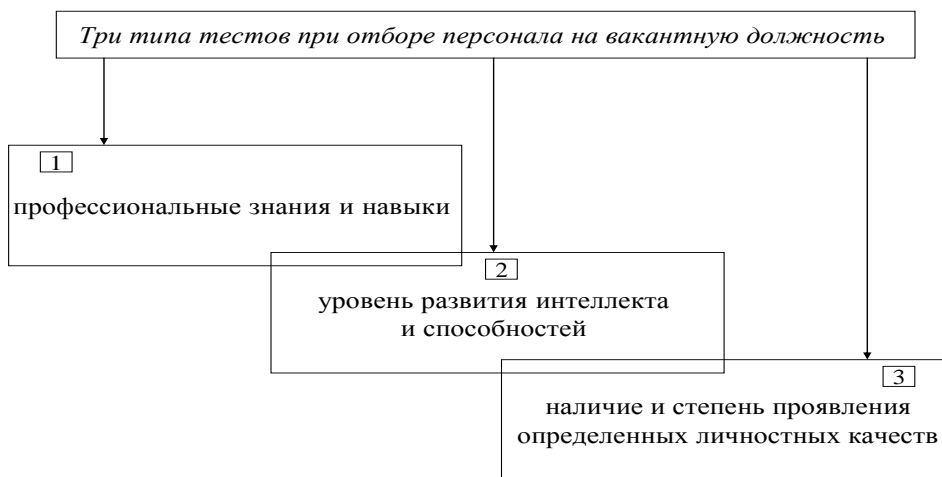 Три типа тестов при отборе персонала на вакантную должность
1
профессиональные знания и навыки
2
уровень развития интеллекта
и способностей
3
наличие и степень проявления
определенных личностных качеств